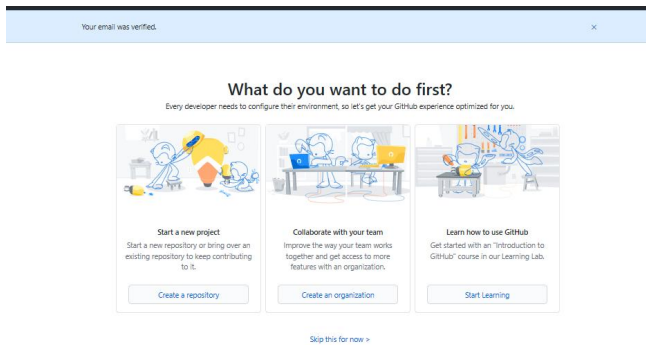 Your email was verified.
×
What do you want to do first?
Every developer needs to configure their environment, so let's get your GitHub experience optimized for you.
Start a new project
Start a new repository or bring over an
existing repository to keep contributing
to it.
Create a repository
Collaborate with your team
Improve the way your team works
together and get access to more
features with an organization.
Create an organization
Learn how to use GitHub
Get started with an "Introduction to
GitHub" course in our Learning Lab.
Start Learning
Skip this for now >